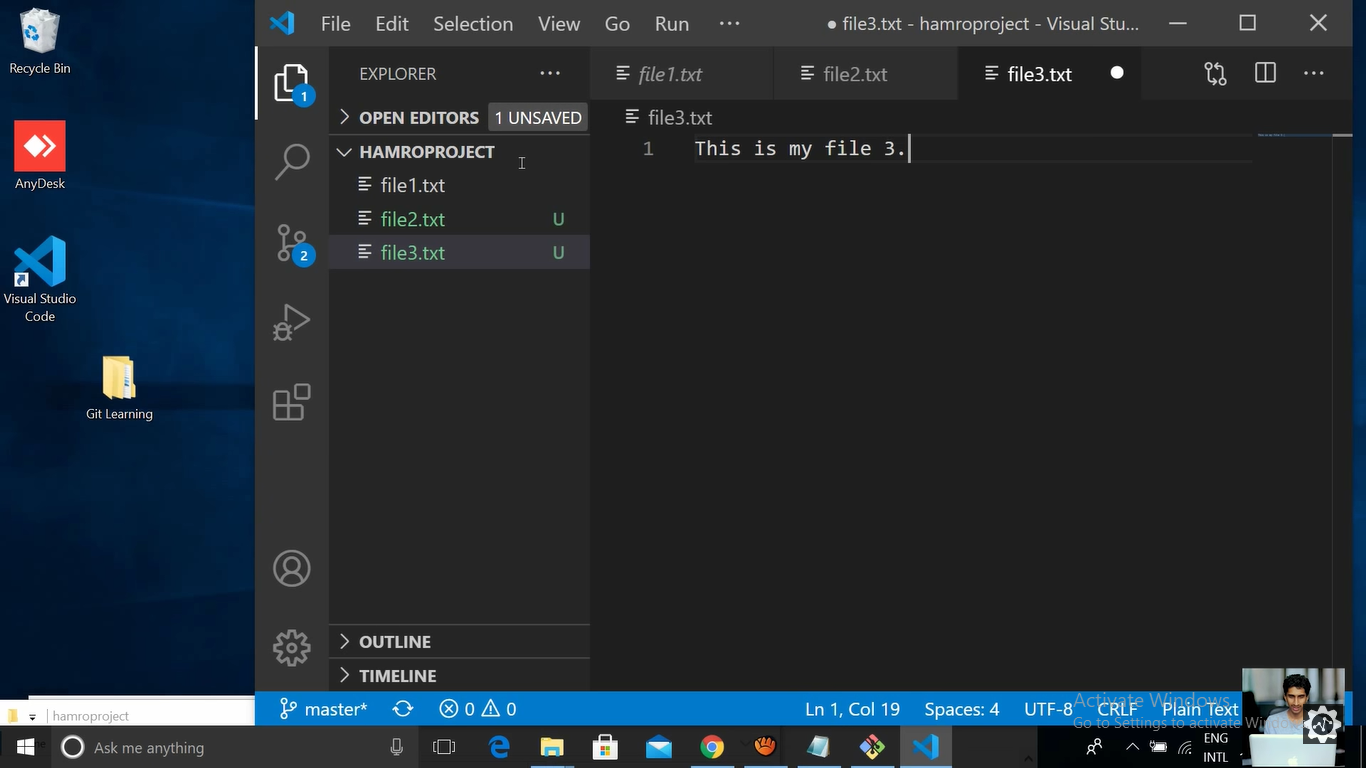 Recycle Bin
AnyDesk
Visual Studio
Code
Git Learning
hamroproject
File Edit Selection View Go Run ···
● file3.txt - hamroproject - Visual Stu...
EXPLORER ···
1
OPEN EDITORS 1 UNSAVED
HAMROPROJECT
file1.txt
file2.txt U
file3.txt U
2
OUTLINE
TIMELINE
file1.txt file2.txt file3.txt ●
file3.txt
1 This is my file 3.
master* 0 0 Ln 1, Col 19 Spaces: 4 UTF-8 CRLF Plain Text
Activate Windows
Go to Settings to activate
Ask me anything
ENG
INTL